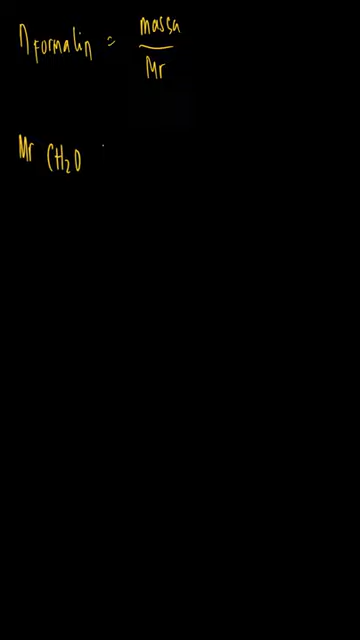 n formalin = massa / Mr
Mr CH₂O